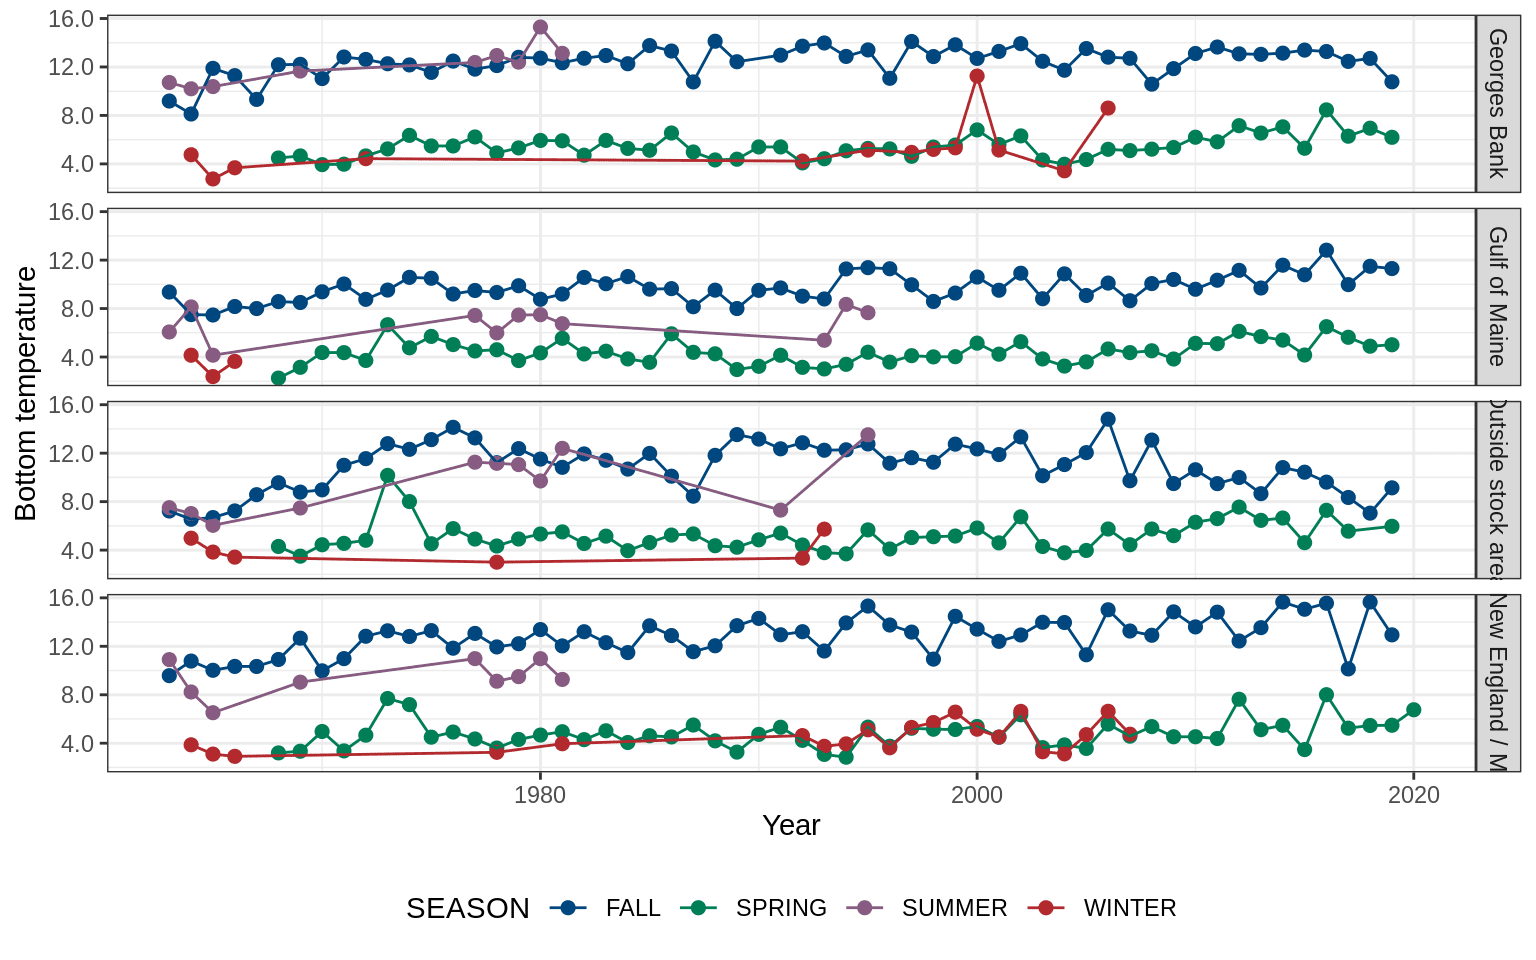 16.0
12.0
8.0
4.0
Georges Bank
16.0
12.0
8.0
4.0
Gulf of Maine
16.0
12.0
8.0
4.0
Outside stock area
16.0
12.0
8.0
4.0
New England / M
Bottom temperature
1980
2000
2020
Year
SEASON
FALL
SPRING
SUMMER
WINTER